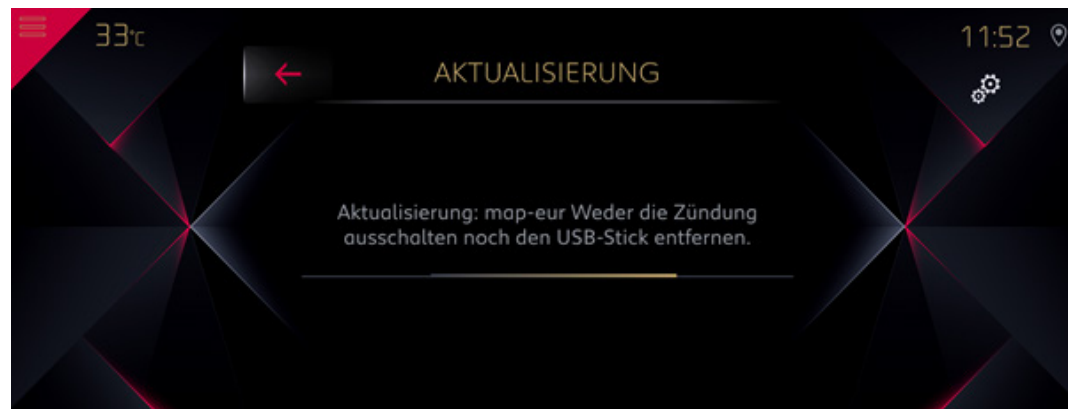 33°C
11:52
AKTUALISIERUNG
Aktualisierung: map-eur Weder die Zündung
ausschalten noch den USB-Stick entfernen.